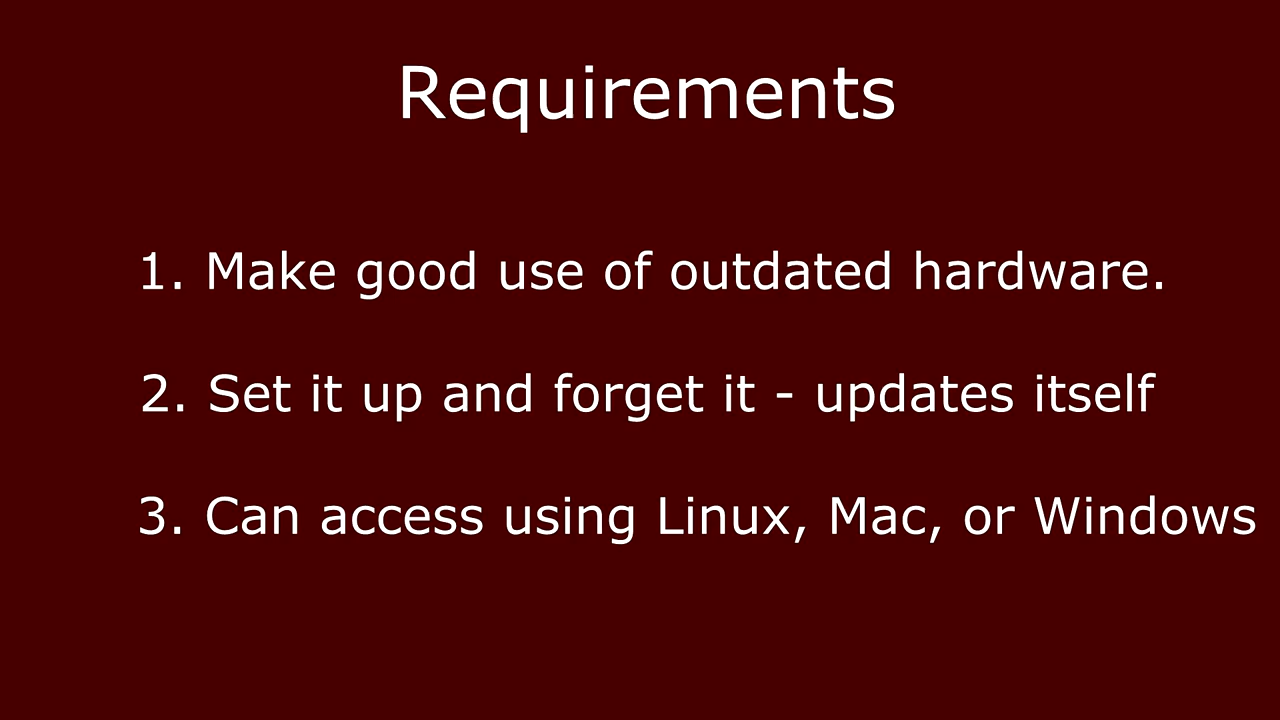 Requirements
1. Make good use of outdated hardware.
2. Set it up and forget it - updates itself
3. Can access using Linux, Mac, or Windows